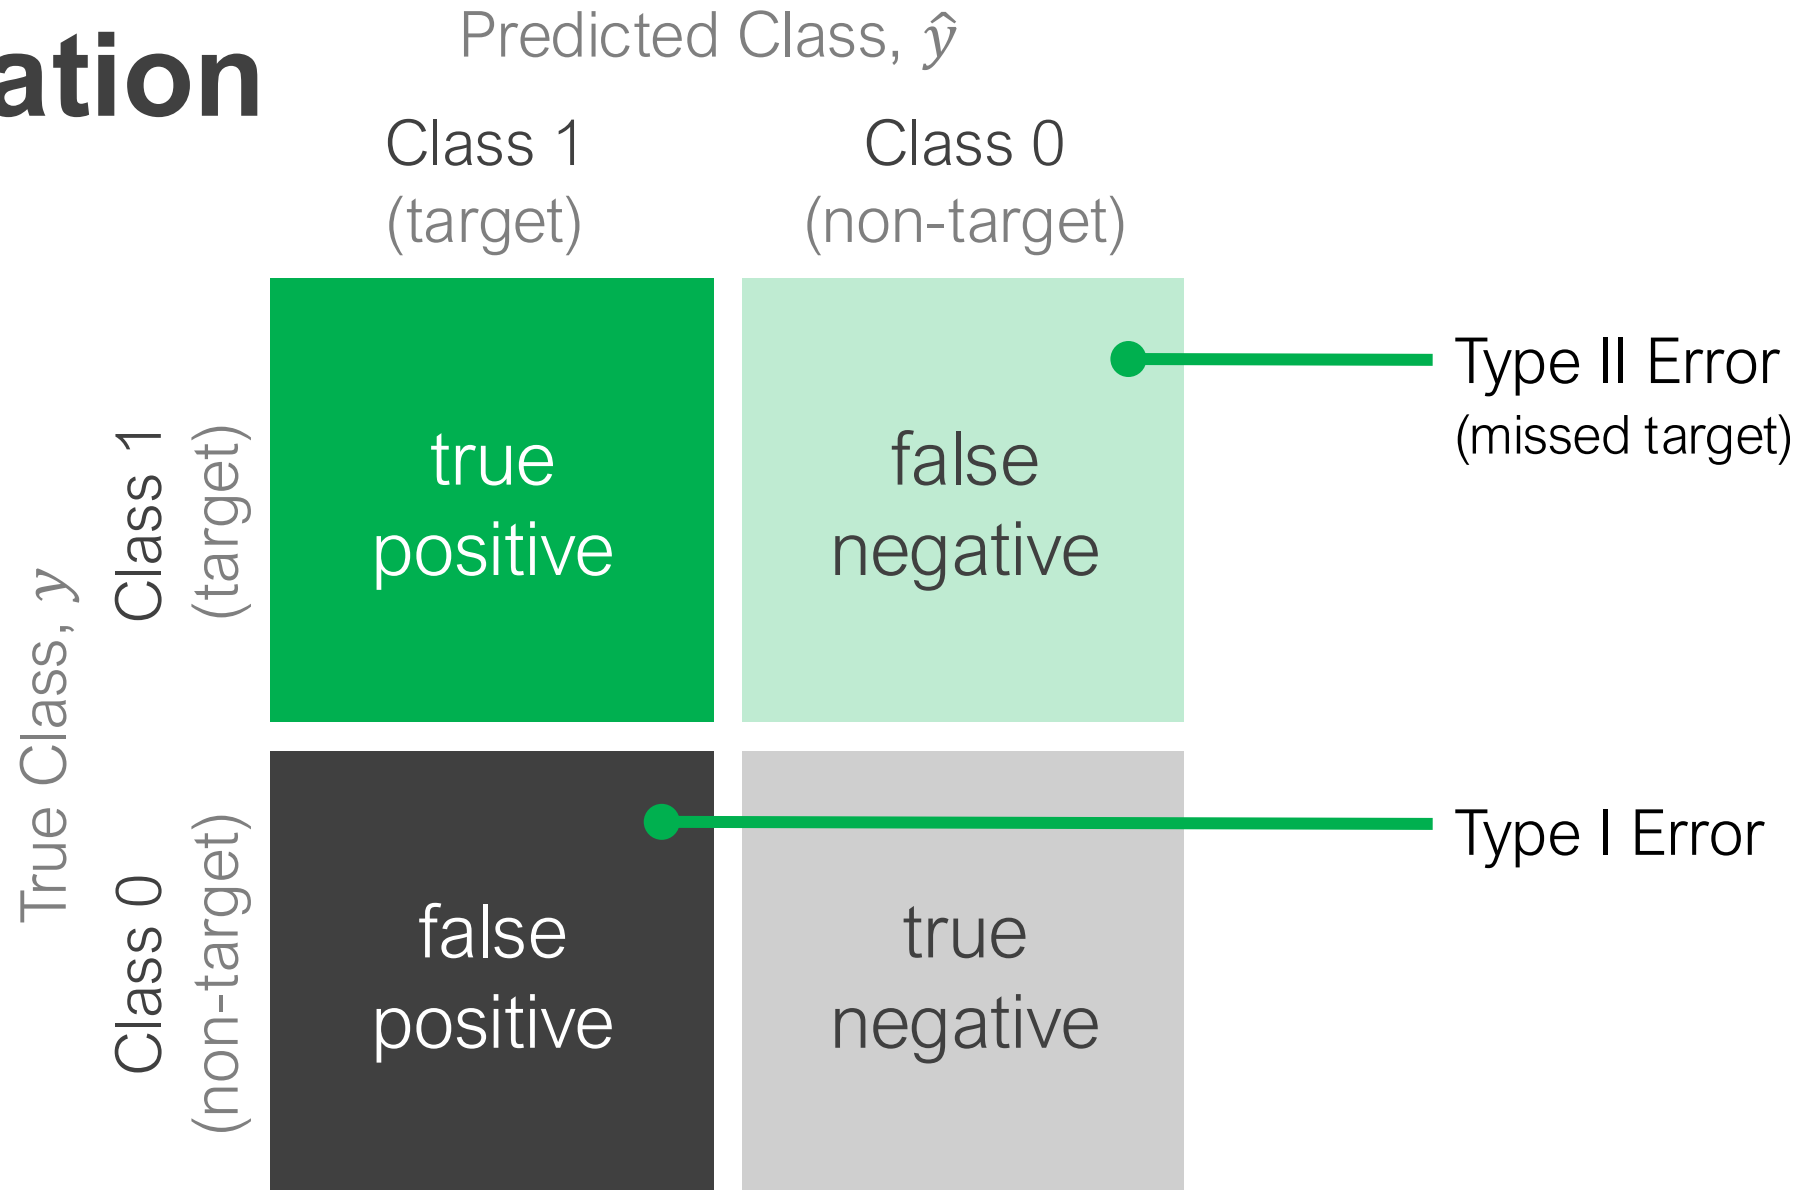 ation
Predicted Class, ŷ
Class 1
(target)
Class 0
(non-target)
True Class, y
Class 1
(target)
true
positive
false
negative
Type II Error
(missed target)
Class 0
(non-target)
false
positive
true
negative
Type I Error